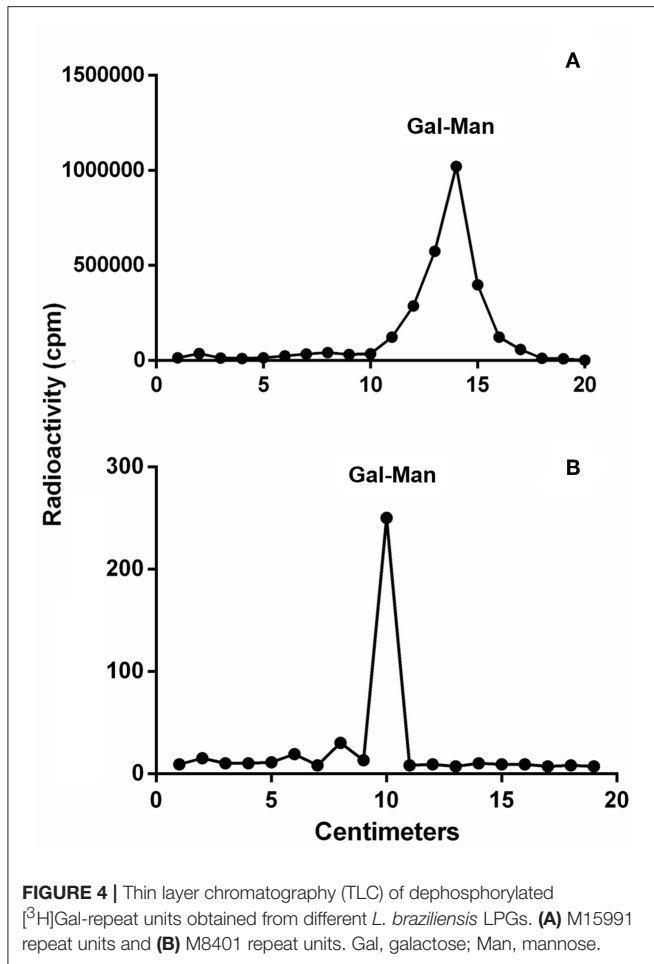 A
1500000
Gal-Man
1000000
500000
0
0 5 10 15 20
Radioactivity (cpm)
300
Gal-Man
B
200
100
0
0 5 10 15 20
Centimeters
FIGURE 4 | Thin layer chromatography (TLC) of dephosphorylated
[³H]Gal-repeat units obtained from different L. braziliensis LPGs. (A) M15991
repeat units and (B) M8401 repeat units. Gal, galactose; Man, mannose.